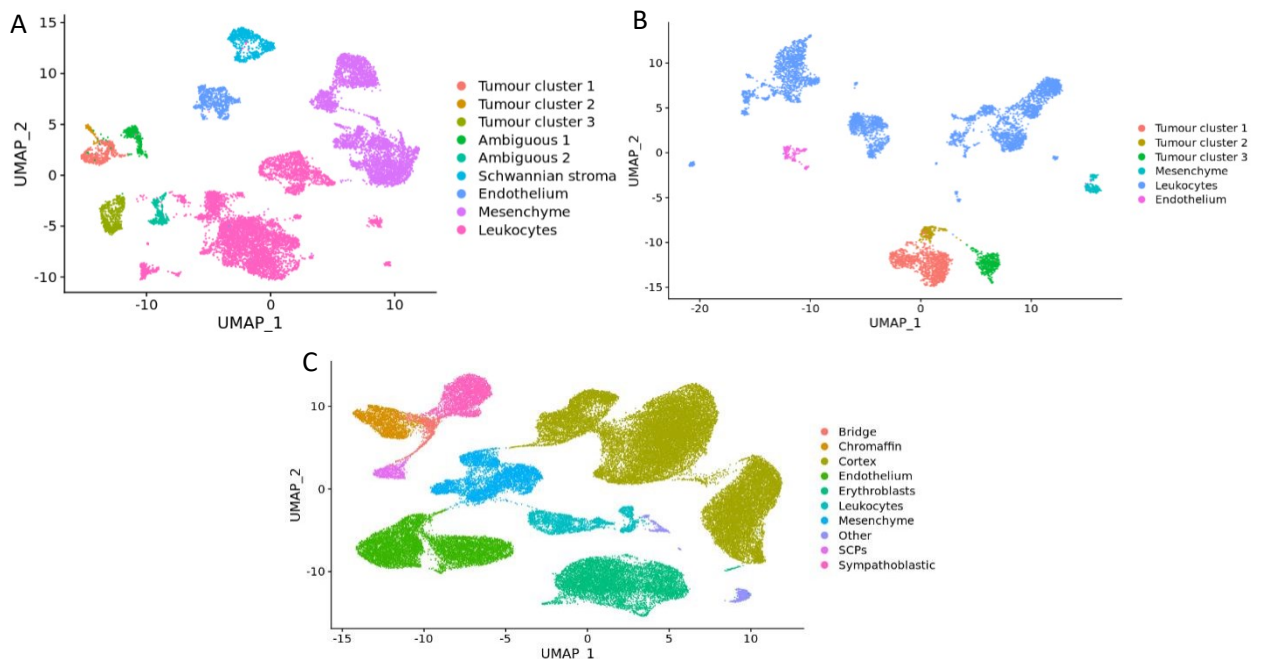 A
15
10
5
0
-5
-10
-10
0
10
UMAP_1
UMAP_2
Tumour cluster 1
Tumour cluster 2
Tumour cluster 3
Ambiguous 1
Ambiguous 2
Schwannian stroma
Endothelium
Mesenchyme
Leukocytes
B
10
5
0
-5
-10
-15
-20
-10
0
10
UMAP_1
UMAP_2
Tumour cluster 1
Tumour cluster 2
Tumour cluster 3
Mesenchyme
Leukocytes
Endothelium
C
10
0
-10
-15
-10
-5
0
5
10
UMAP_1
UMAP_2
Bridge
Chromaffin
Cortex
Endothelium
Erythroblasts
Leukocytes
Mesenchyme
Other
SCPs
Sympathoblastic